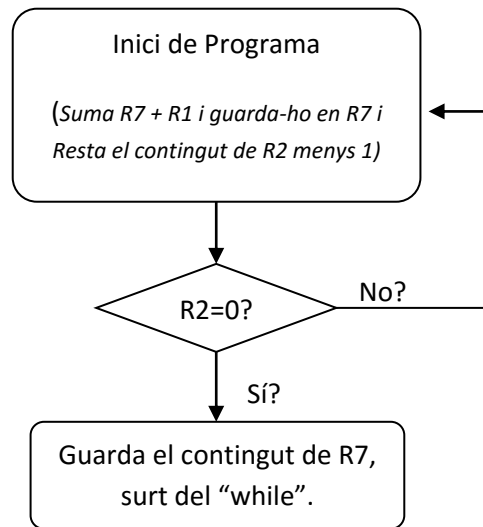 Inici de Programa
(Suma R7 + R1 i guarda-ho en R7 i
Resta el contingut de R2 menys 1)
R2=0?
No?
Sí?
Guarda el contingut de R7,
surt del “while”.